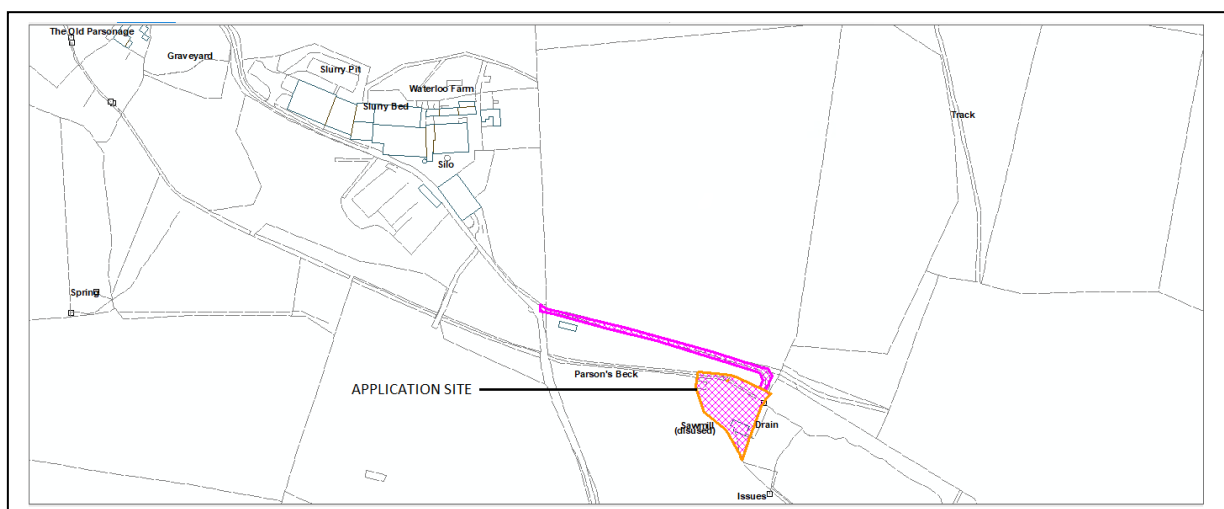 The Old Parsonage
Graveyard
Slurry Pit
Waterloo Farm
Slurry Bed
Track
Silo
Spring
Parson's Beck
APPLICATION SITE
Sawmill
(disused)
Drain
Issues